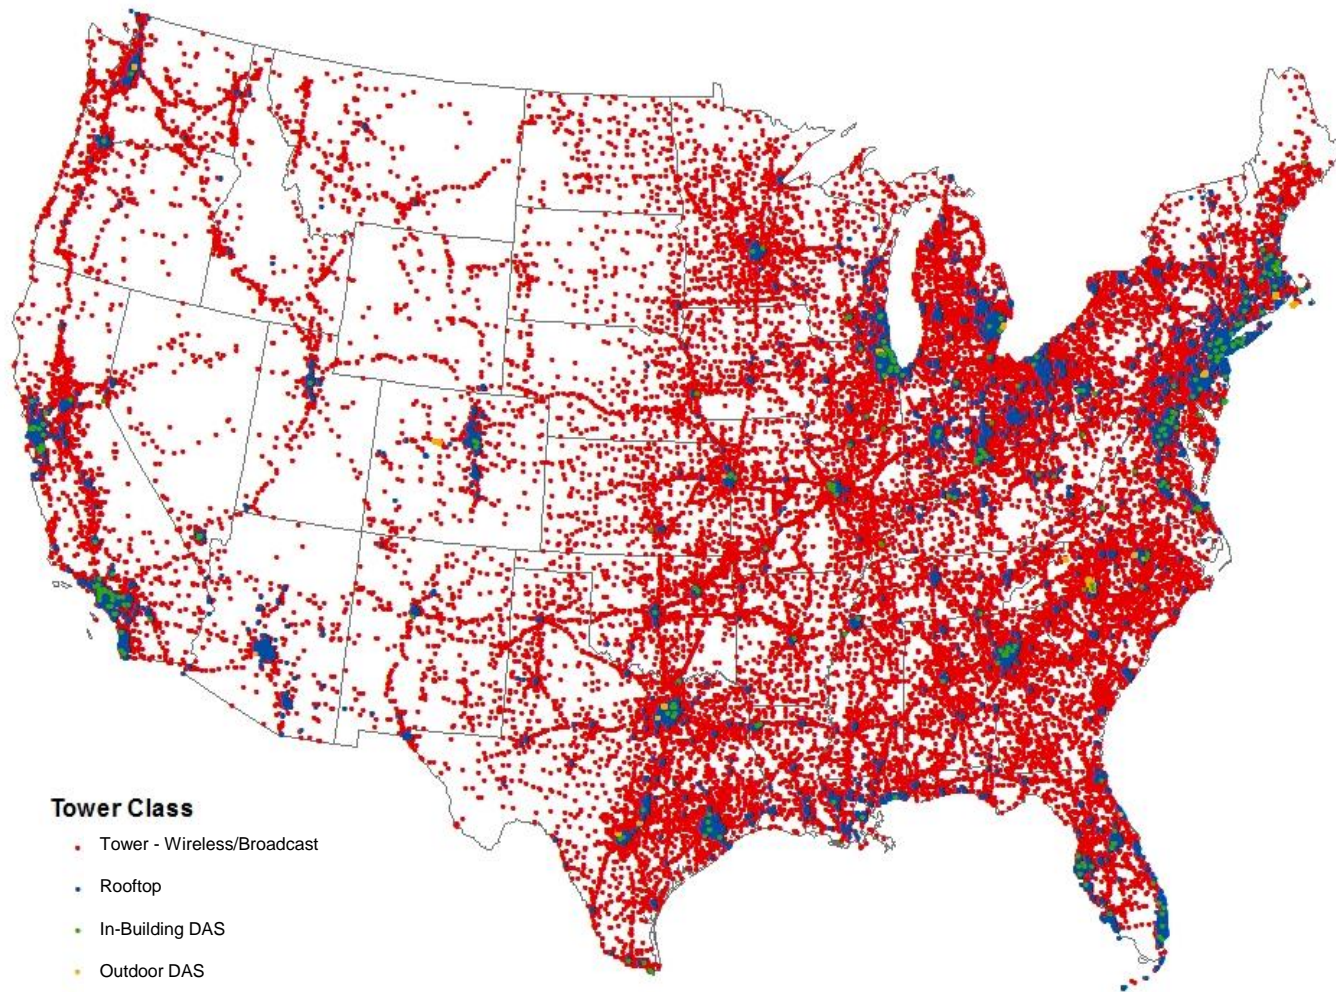 Tower Class
Tower - Wireless/Broadcast
Rooftop
In-Building DAS
Outdoor DAS